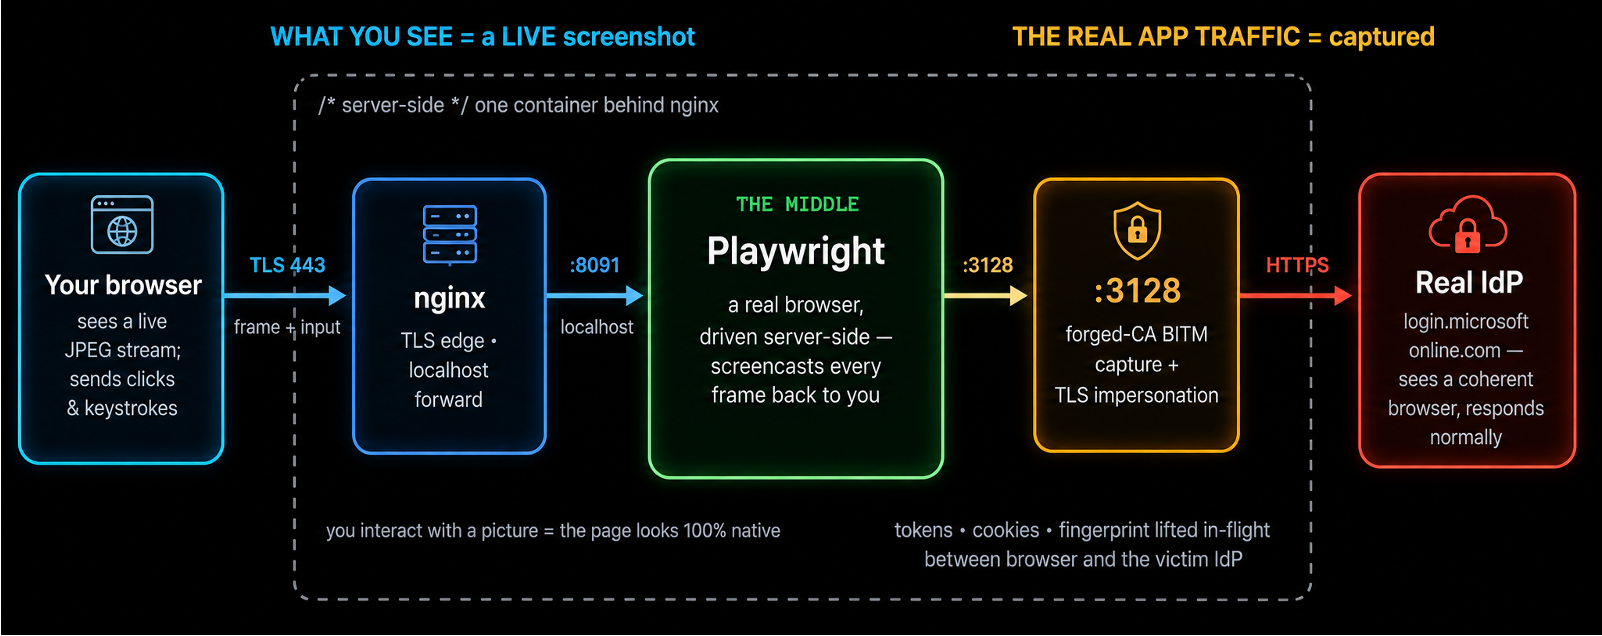 WHAT YOU SEE = a LIVE screenshot
THE REAL APP TRAFFIC = captured
/* server-side */ one container behind nginx
Your browser
sees a live
JPEG stream;
sends clicks
& keystrokes
TLS 443
frame + input
nginx
TLS edge •
localhost
forward
:8091
localhost
THE MIDDLE
Playwright
a real browser,
driven server-side —
screencasts every
frame back to you
:3128
:3128
forged-CA BITM
capture +
TLS impersonation
HTTPS
Real IdP
login.microsoft
online.com —
sees a coherent
browser, responds
normally
you interact with a picture = the page looks 100% native
tokens • cookies • fingerprint lifted in-flight
between browser and the victim IdP